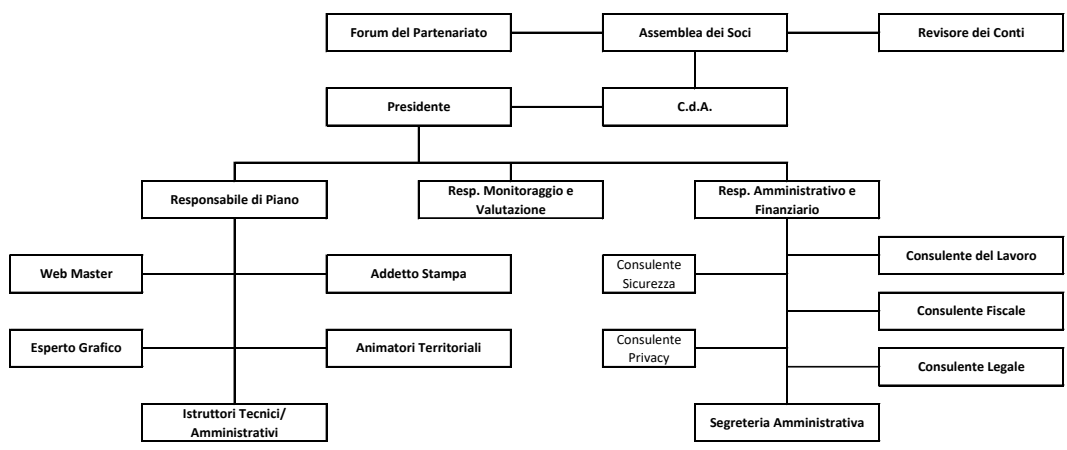 Forum del Partenariato
Assemblea dei Soci
Revisore dei Conti
Presidente
C.d.A.
Responsabile di Piano
Resp. Monitoraggio e
Valutazione
Resp. Amministrativo e
Finanziario
Web Master
Addetto Stampa
Consulente
Sicurezza
Consulente del Lavoro
Consulente Fiscale
Esperto Grafico
Animatori Territoriali
Consulente
Privacy
Consulente Legale
Istruttori Tecnici/
Amministrativi
Segreteria Amministrativa